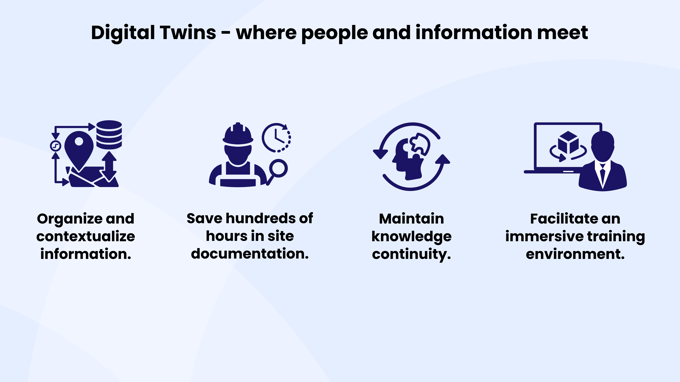 Digital Twins - where people and information meet
Organize and
contextualize
information.
Save hundreds of
hours in site
documentation.
Maintain
knowledge
continuity.
Facilitate an
immersive training
environment.